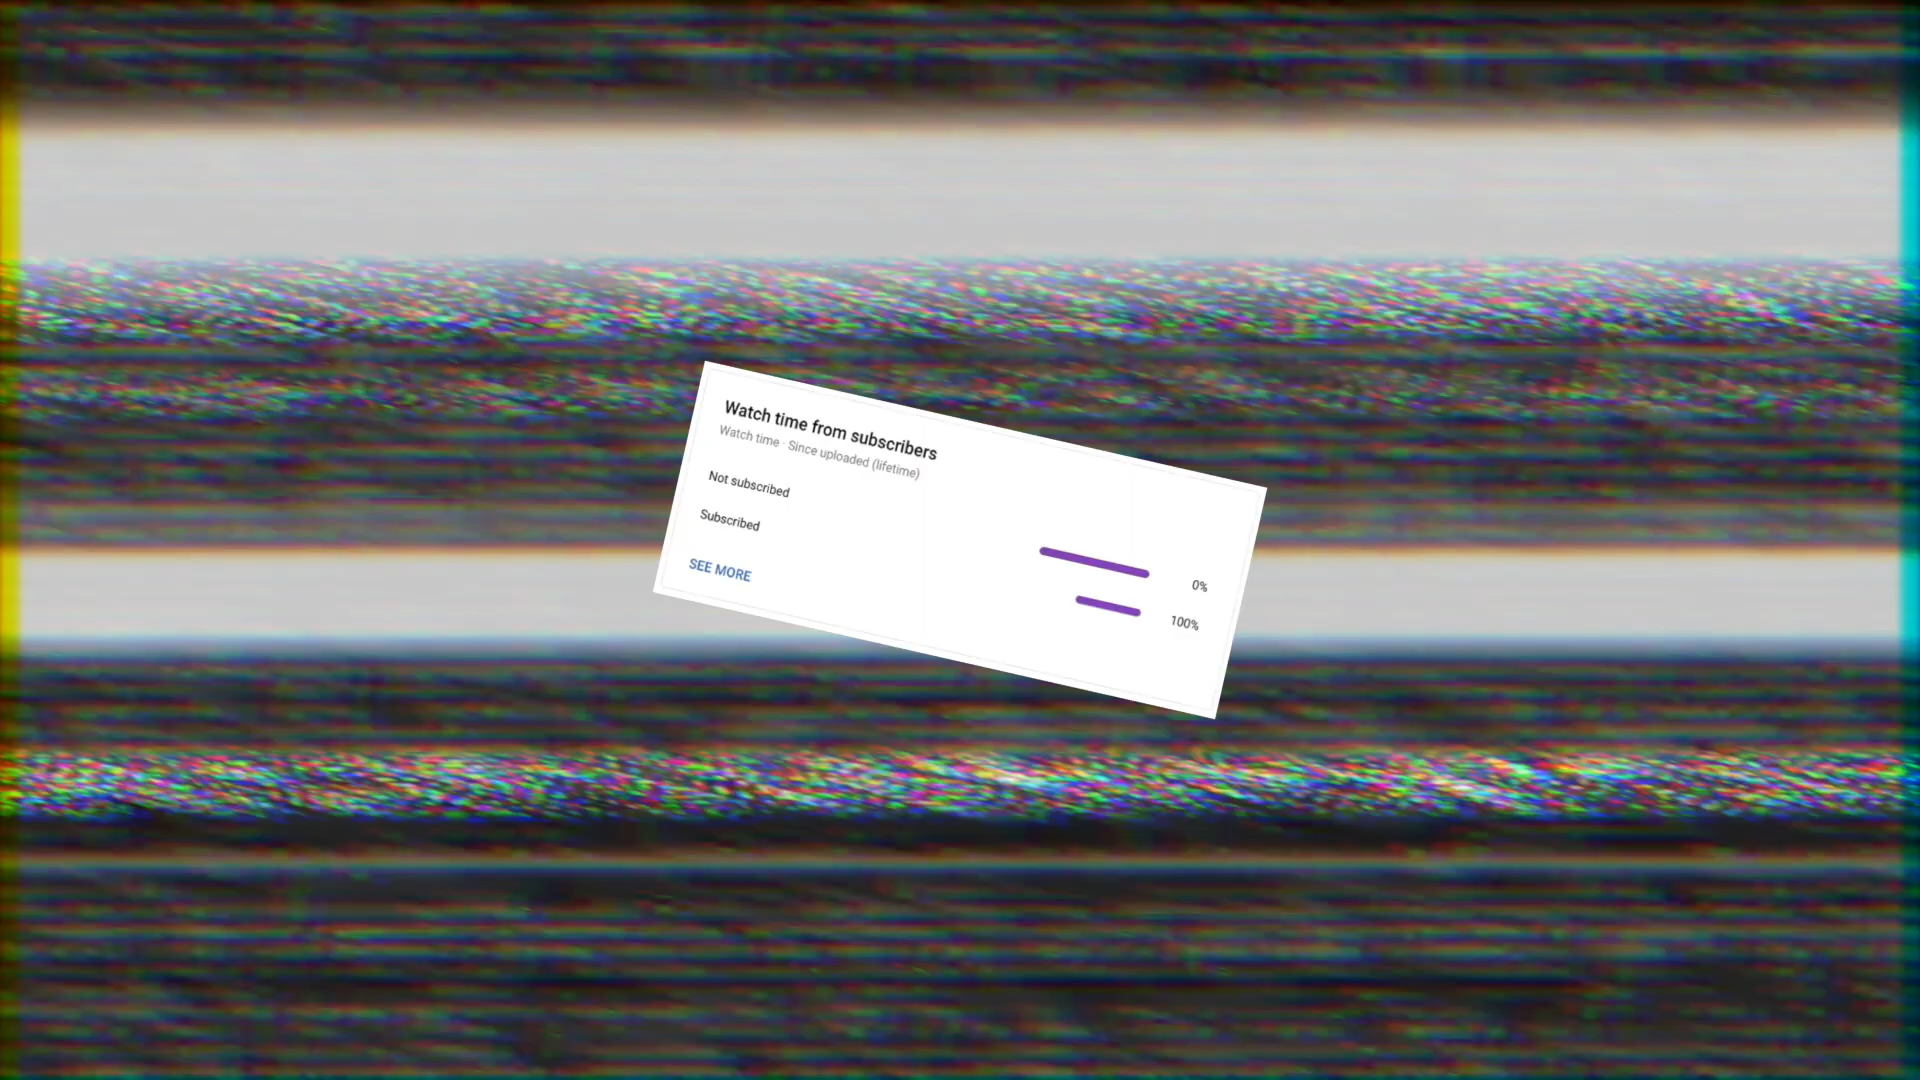 Watch time from subscribers
Watch time · Since uploaded (lifetime)
Not subscribed
0%
Subscribed
100%
SEE MORE